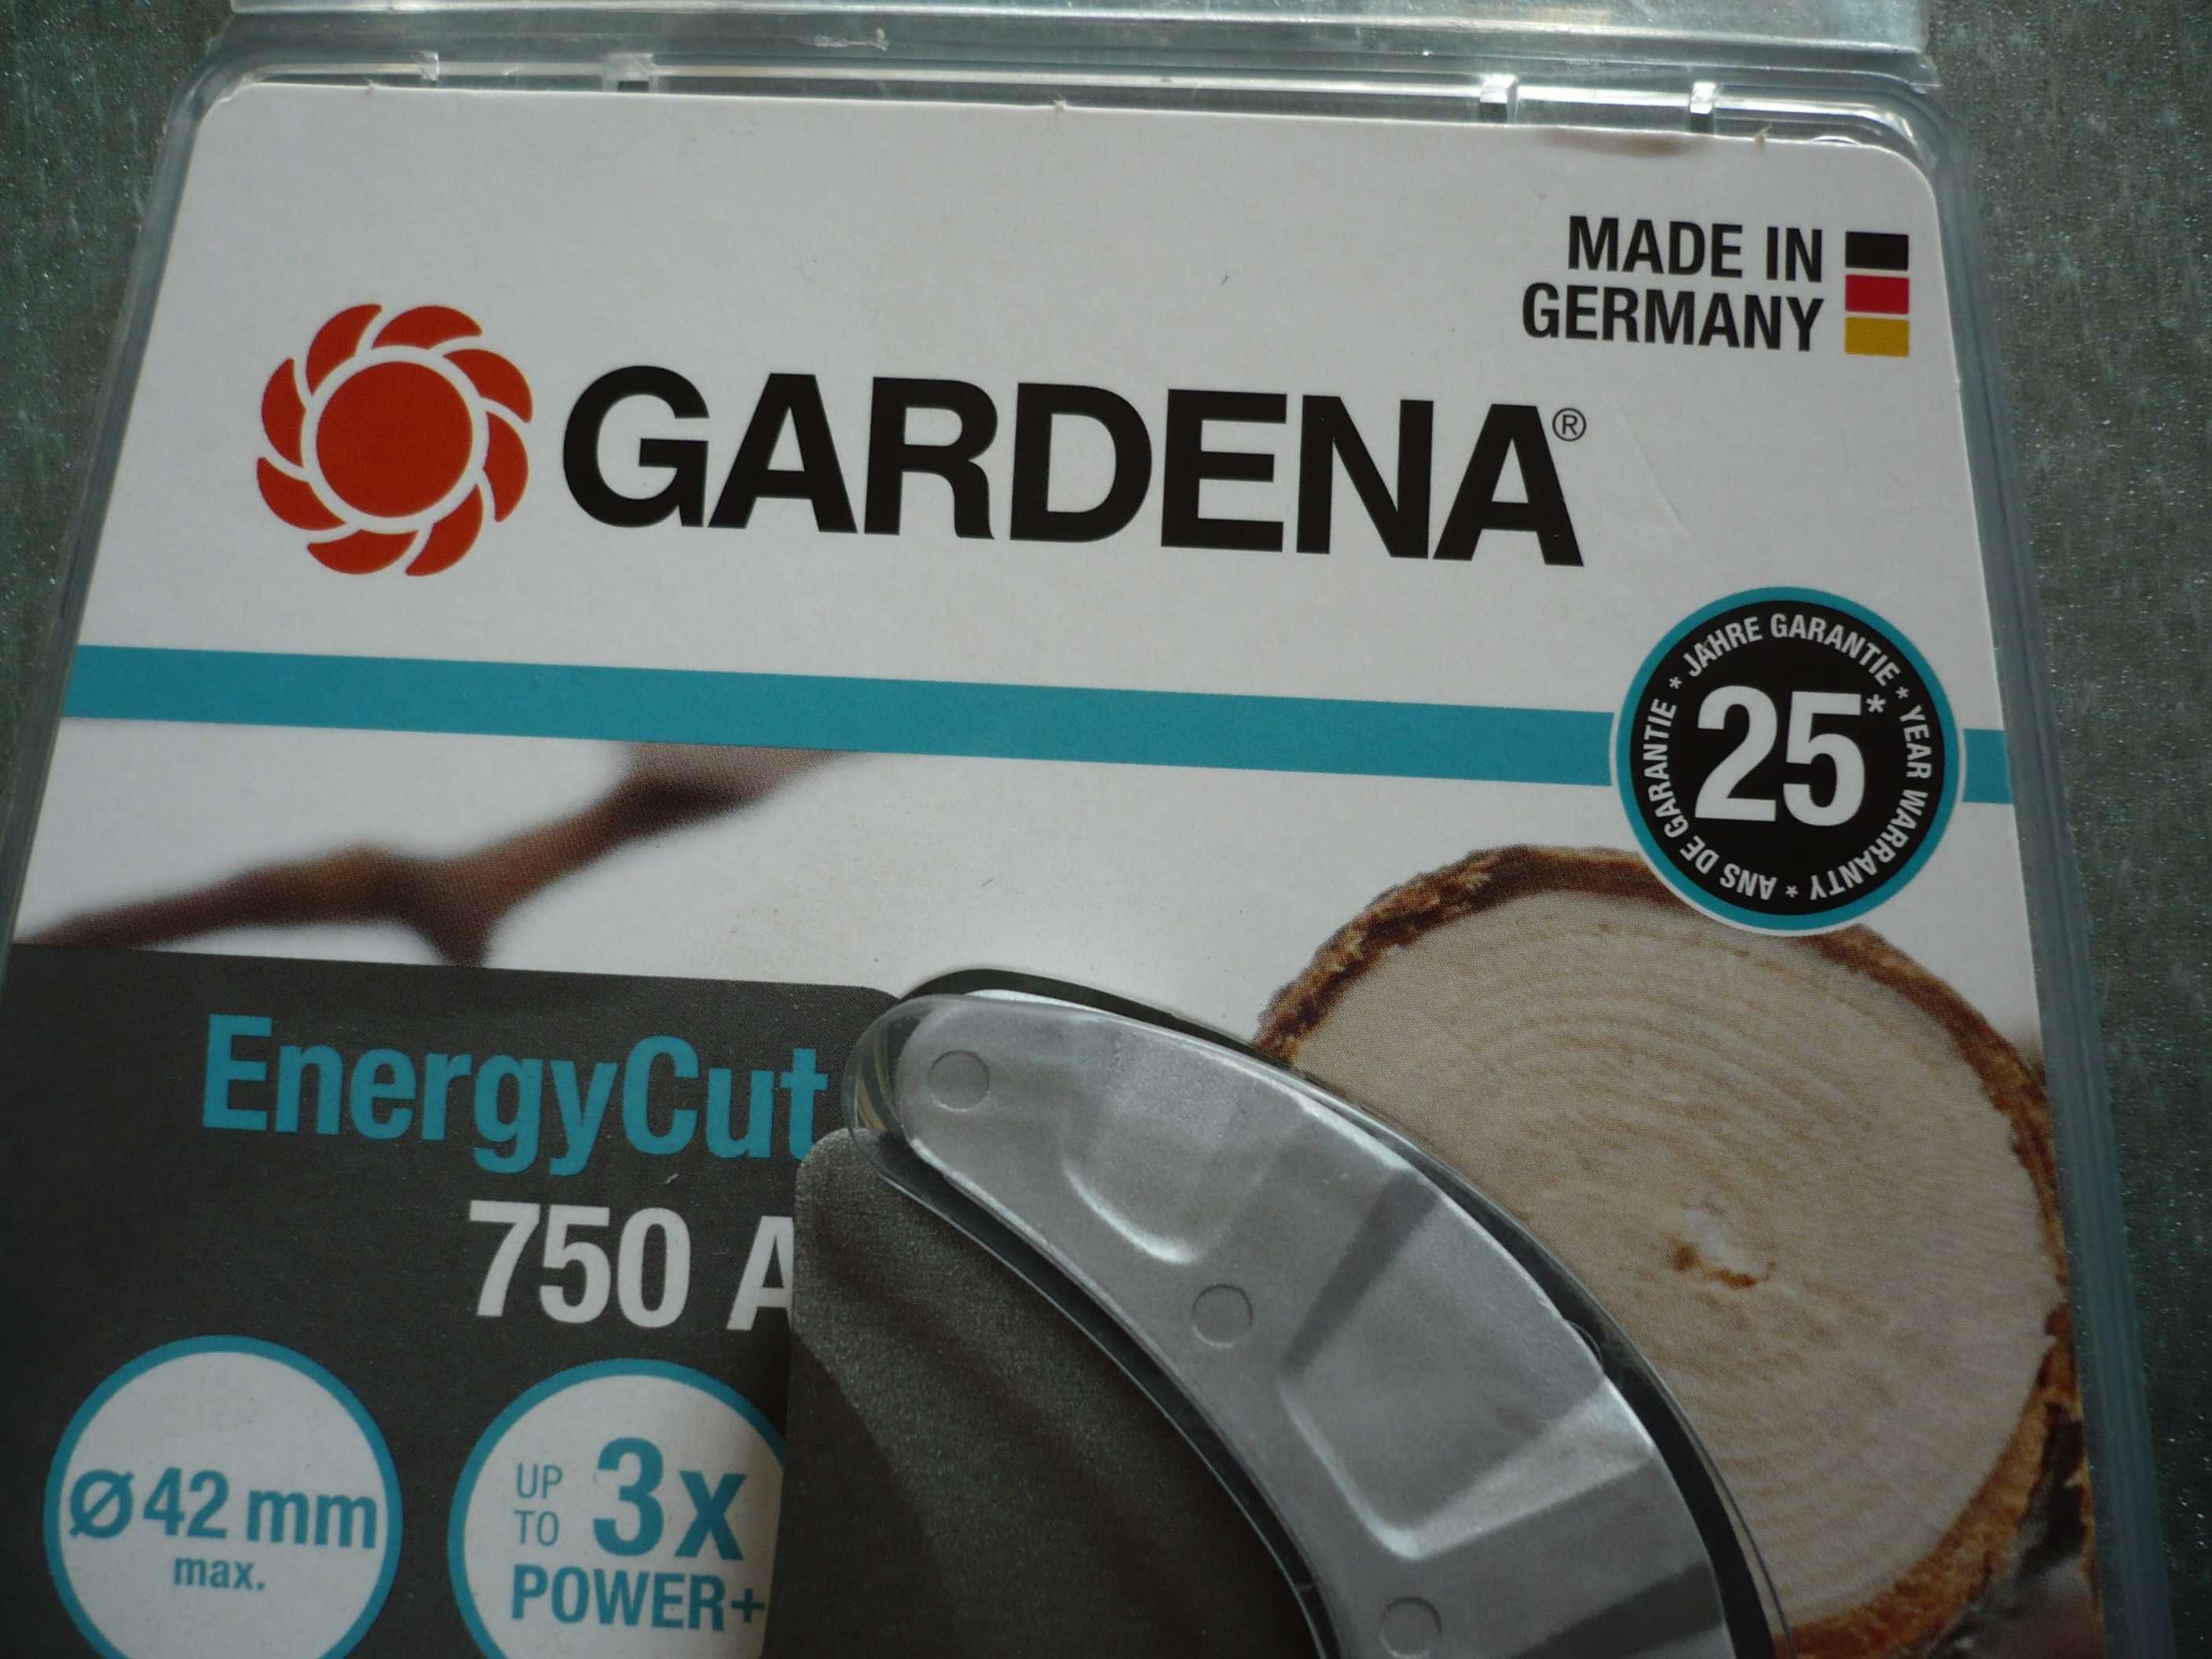 MADE IN
GERMANY
GARDENA®
* JAHRE GARANTIE * YEAR WARRANTY * ANS DE GARANTIE
25*
EnergyCut
750 A
Ø 42 mm
max.
UP
TO
3x
POWER+